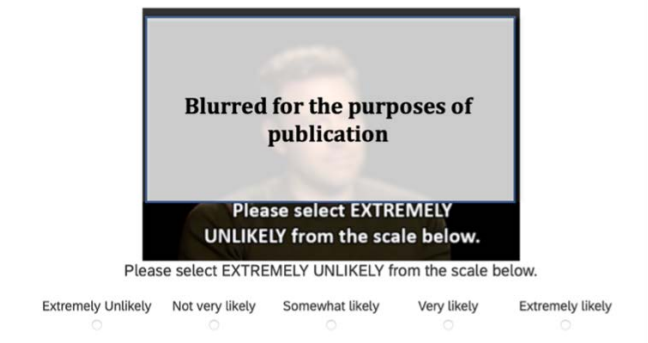 Blurred for the purposes of
publication
Please select EXTREMELY
UNLIKELY from the scale below.
Please select EXTREMELY UNLIKELY from the scale below.
Extremely Unlikely Not very likely Somewhat likely Very likely Extremely likely